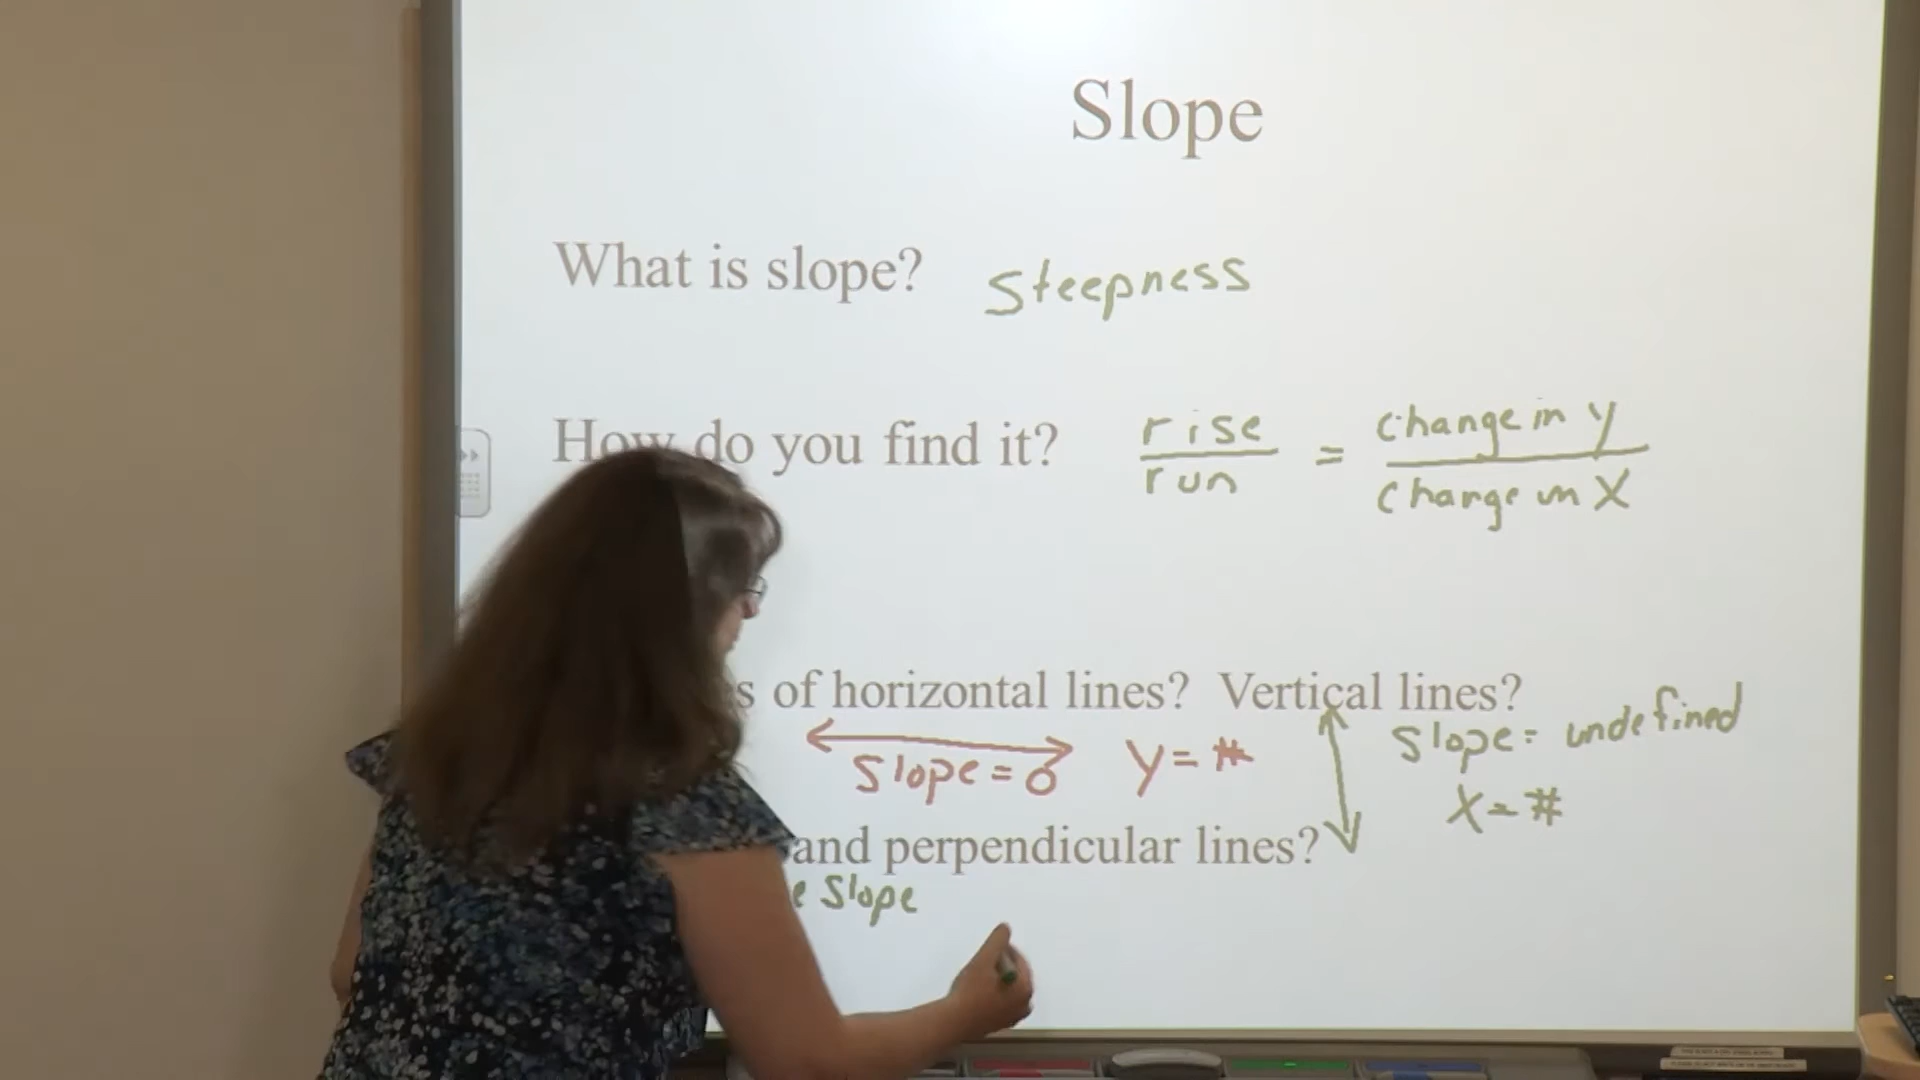 Slope
What is slope? Steepness
How do you find it? rise/run = change in y/change in X
s of horizontal lines? Vertical lines?
Slope = 0 y = # Slope = undefined
X = #
and perpendicular lines?
e Slope